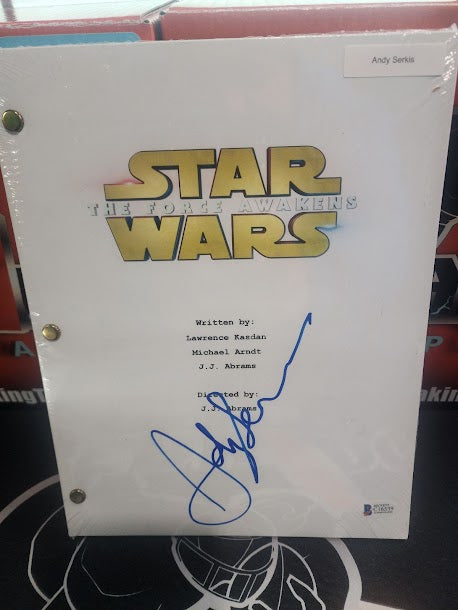 Andy Serkis
STAR
THE FORCE AWAKENS
WARS
Written by:
Lawrence Kasdan
Michael Arndt
J.J. Abrams
Directed by:
J.J. Abrams